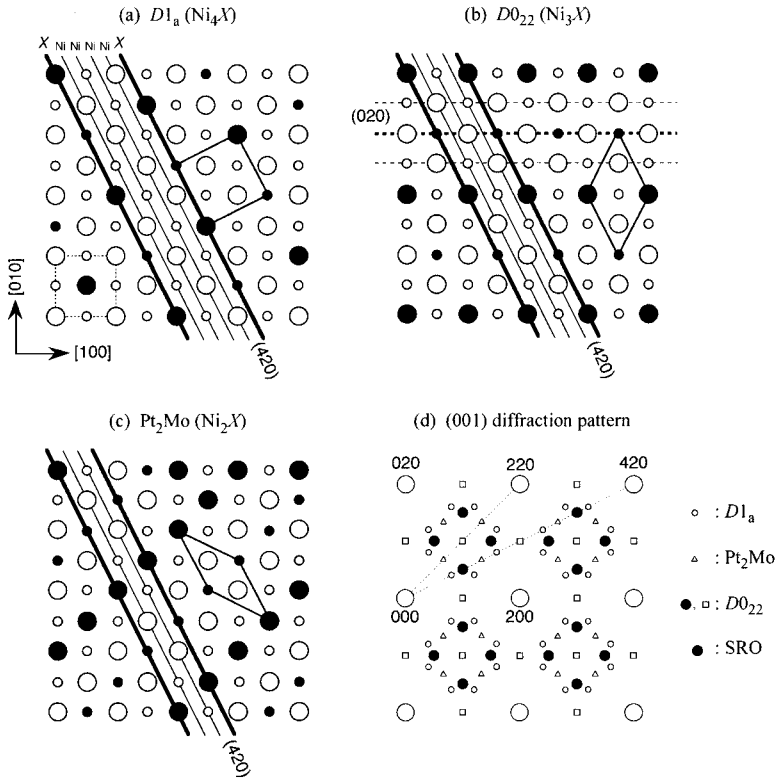 (a) D1a (Ni4X)
X Ni Ni Ni Ni X
[010]
[100]
(420)
(b) D022 (Ni3X)
(020)
(420)
(c) Pt2Mo (Ni2X)
(420)
(d) (001) diffraction pattern
020 220 420
000 200
: D1a
: Pt2Mo
, : D022
: SRO